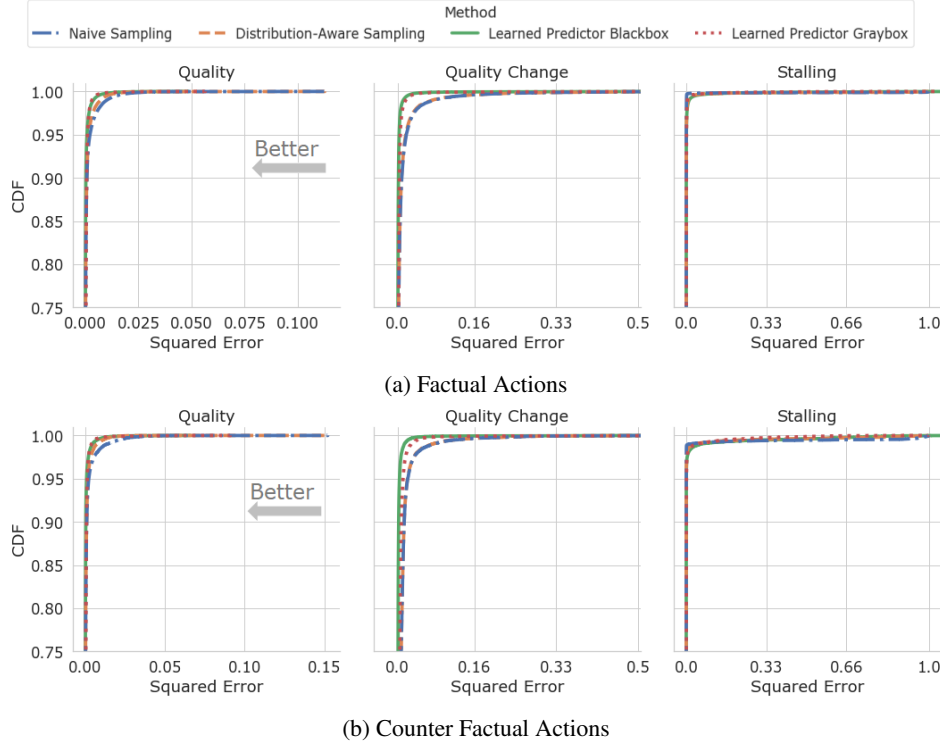 Method
Naive Sampling Distribution-Aware Sampling Learned Predictor Blackbox Learned Predictor Graybox
Quality Quality Change Stalling
1.00
0.95
Better
0.90
CDF
0.85
0.80
0.75
0.000 0.025 0.050 0.075 0.100 0.0 0.16 0.33 0.5 0.0 0.33 0.66 1.0
Squared Error Squared Error Squared Error
(a) Factual Actions
Quality Quality Change Stalling
1.00
0.95
Better
0.90
CDF
0.85
0.80
0.75
0.00 0.05 0.10 0.15 0.0 0.16 0.33 0.5 0.0 0.33 0.66 1.0
Squared Error Squared Error Squared Error
(b) Counter Factual Actions